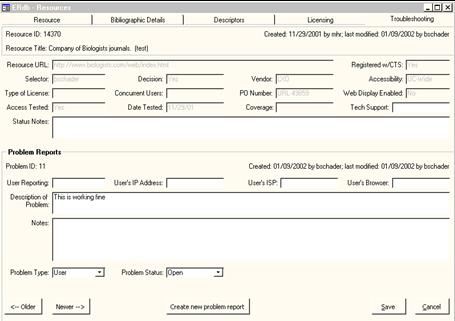 ERdb - Resources
Resource Bibliographic Details Descriptors Licensing Troubleshooting
Resource ID: 14370 Created: 11/29/2001 by mhr; last modified: 01/09/2002 by bschader
Resource Title: Company of Biologists journals. (test)
Resource URL: http://www.biologists.com/web/index.html Registered w/CTS: Yes
Selector: bschader Decision: Yes Vendor: Accessibility: UC-Wide
Type of License: Concurrent Users: PO Number: URL-43859 Web Display Enabled: No
Access Tested: Yes Date Tested: 11/29/01 Coverage: Tech Support:
Status Notes:
Problem Reports
Problem ID: 11 Created: 01/09/2002 by bschader; last modified: 01/09/2002 by bschader
User Reporting: User's IP Address: User's ISP: User's Browser:
Description of Problem: This is working fine
Notes:
Problem Type: User Problem Status: Open
<-- Older Newer --> Create new problem report Save Cancel